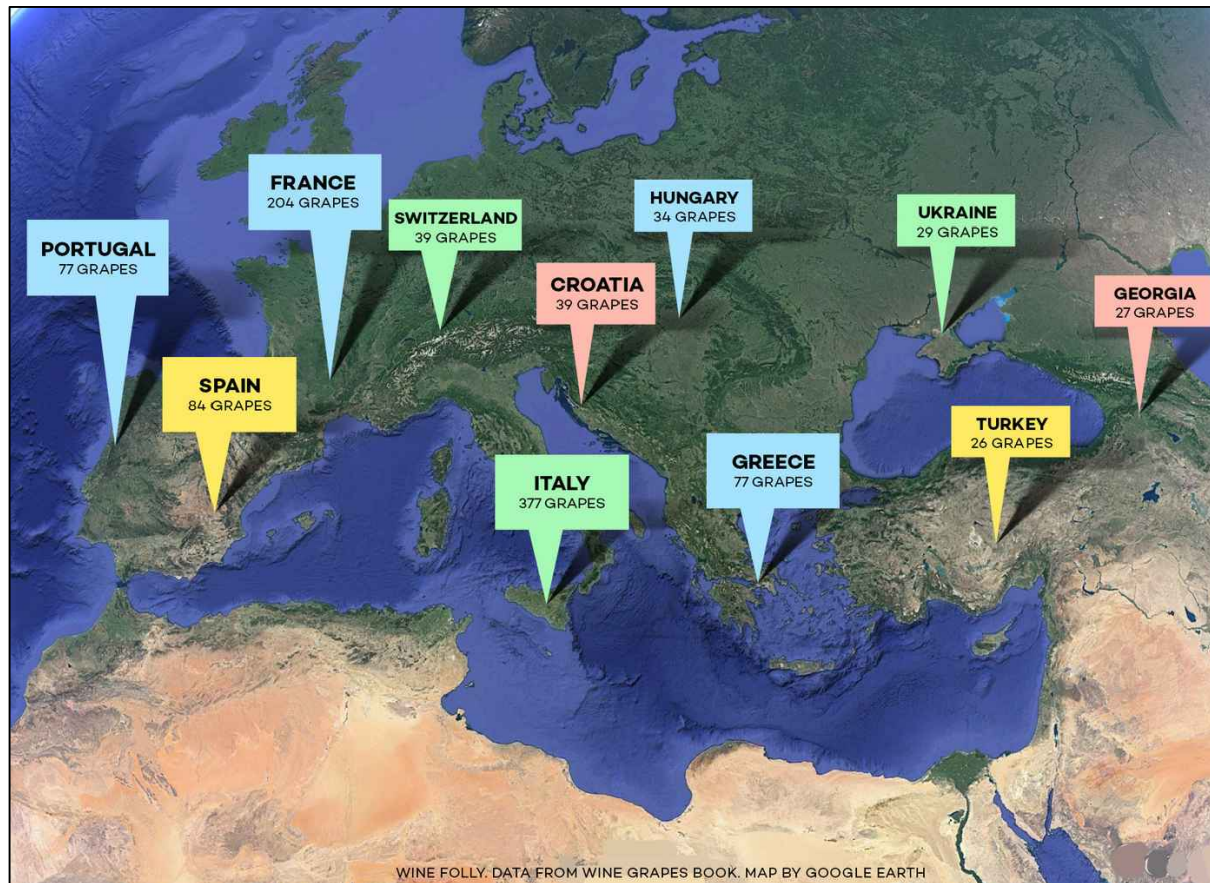 FRANCE
204 GRAPES
SWITZERLAND
39 GRAPES
HUNGARY
34 GRAPES
UKRAINE
29 GRAPES
PORTUGAL
77 GRAPES
CROATIA
39 GRAPES
GEORGIA
27 GRAPES
SPAIN
84 GRAPES
TURKEY
26 GRAPES
ITALY
377 GRAPES
GREECE
77 GRAPES
WINE FOLLY. DATA FROM WINE GRAPES BOOK. MAP BY GOOGLE EARTH